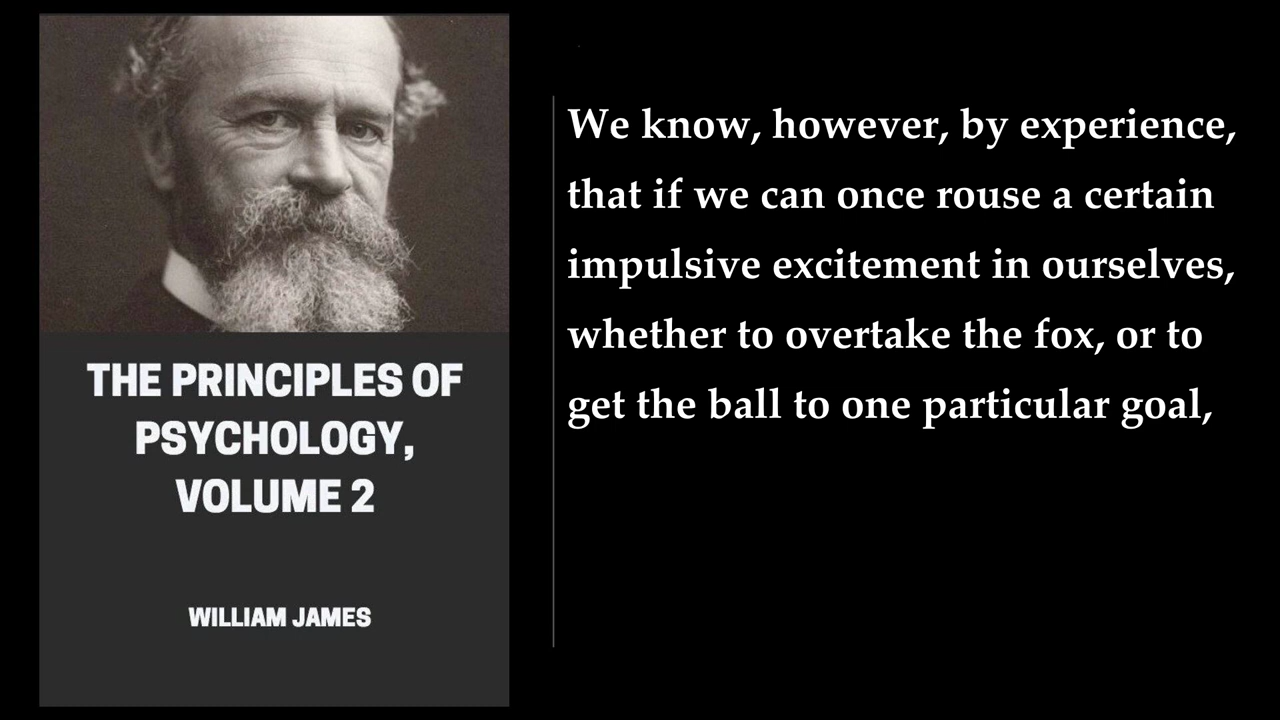 THE PRINCIPLES OF
PSYCHOLOGY,
VOLUME 2
WILLIAM JAMES
We know, however, by experience,
that if we can once rouse a certain
impulsive excitement in ourselves,
whether to overtake the fox, or to
get the ball to one particular goal,